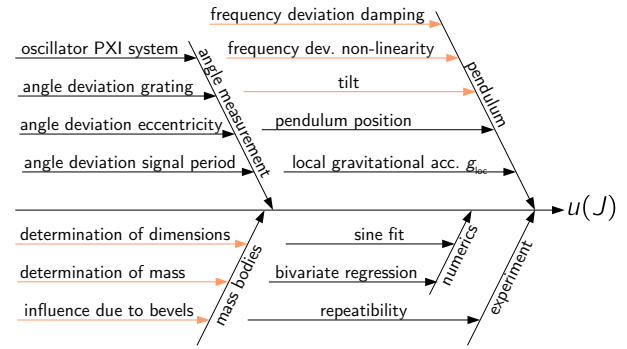 frequency deviation damping
oscillator PXI system
frequency dev. non-linearity
angle deviation grating
tilt
angle deviation eccentricity
pendulum position
angle deviation signal period
local gravitational acc. g_loc
angle measurement
pendulum
u(J)
determination of dimensions
sine fit
determination of mass
bivariate regression
influence due to bevels
repeatibility
mass bodies
numerics
experiment